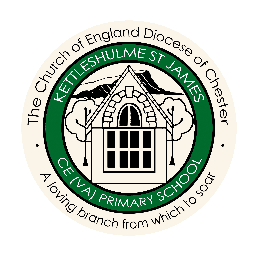 The Church of England Diocese of Chester
KETTLESHULME ST JAMES
CE (VA) PRIMARY SCHOOL
A loving branch from which to soar